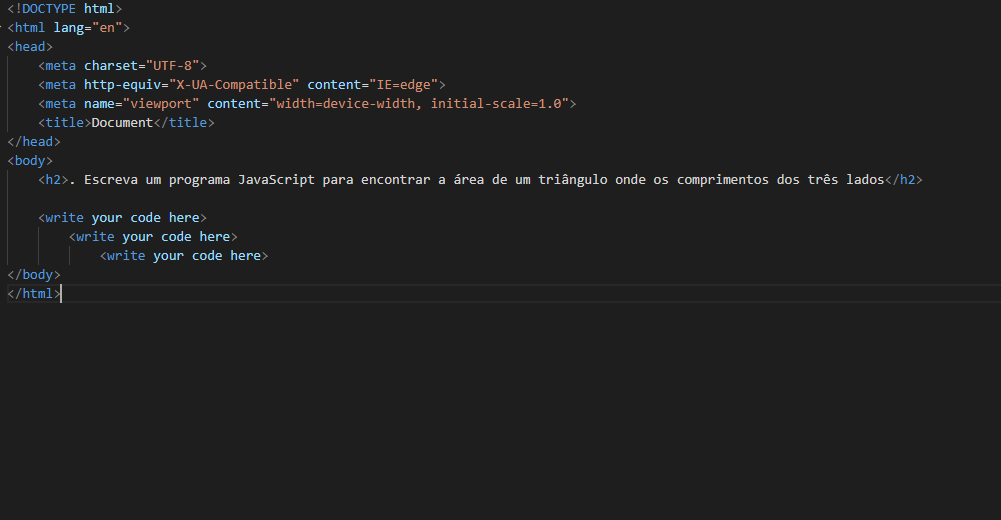 <!DOCTYPE html>
<html lang="en">
<head>
<meta charset="UTF-8">
<meta http-equiv="X-UA-Compatible" content="IE=edge">
<meta name="viewport" content="width=device-width, initial-scale=1.0">
<title>Document</title>
</head>
<body>
<h2>. Escreva um programa JavaScript para encontrar a área de um triângulo onde os comprimentos dos três lados</h2>
<write your code here>
<write your code here>
<write your code here>
</body>
</html>